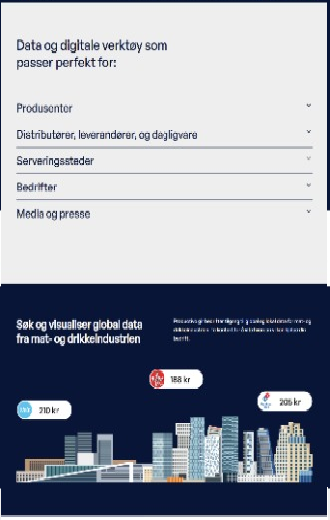 Data og digitale verktøy som
passer perfekt for:
Produsenter
Distributører, leverandører, og dagligvare
Serveringssteder
Bedrifter
Media og presse
Søk og visualiser global data
fra mat- og drikkeindustrien
188 kr
210 kr
205 kr